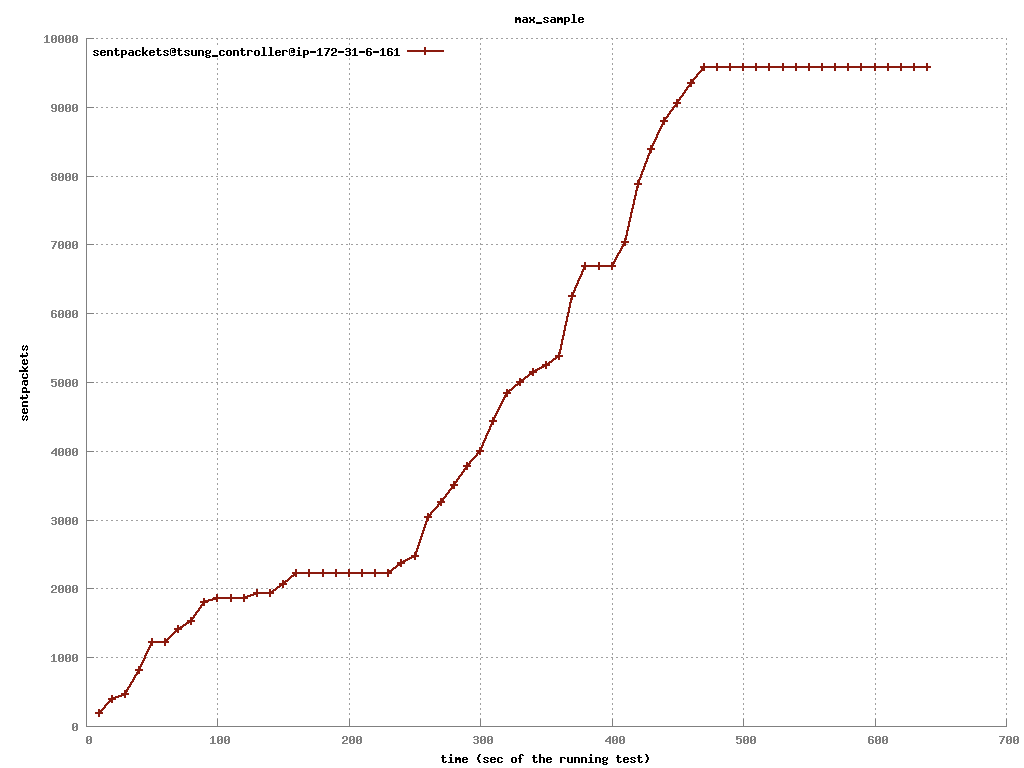 max_sample
sentpackets@tsung_controller@ip-172-31-6-161
10000
9000
8000
7000
6000
5000
4000
3000
2000
1000
0
sentpackets
0 100 200 300 400 500 600 700
time (sec of the running test)